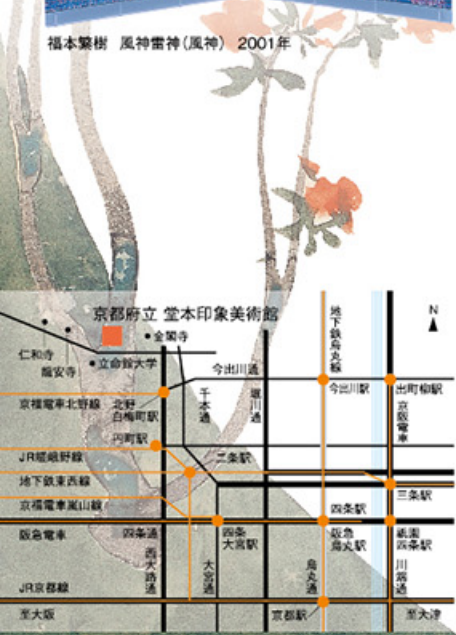 福本繁樹 風神雷神(風神) 2001年
京都府立 堂本印象美術館
地下鉄烏丸線
N
仁和寺
龍安寺
立命館大学
金閣寺
今出川通
今出川駅
出町柳駅
京福電車北野線
北野
白梅町駅
千本通
堀川通
京阪電車
円町駅
JR嵯峨野線
二条駅
地下鉄東西線
三条駅
京福電車嵐山線
四条駅
阪急電車
四条通
四条
大宮駅
阪急
烏丸駅
祇園
四条駅
西大路通
大宮通
烏丸通
川端通
JR京都線
至大阪
京都駅
至大津